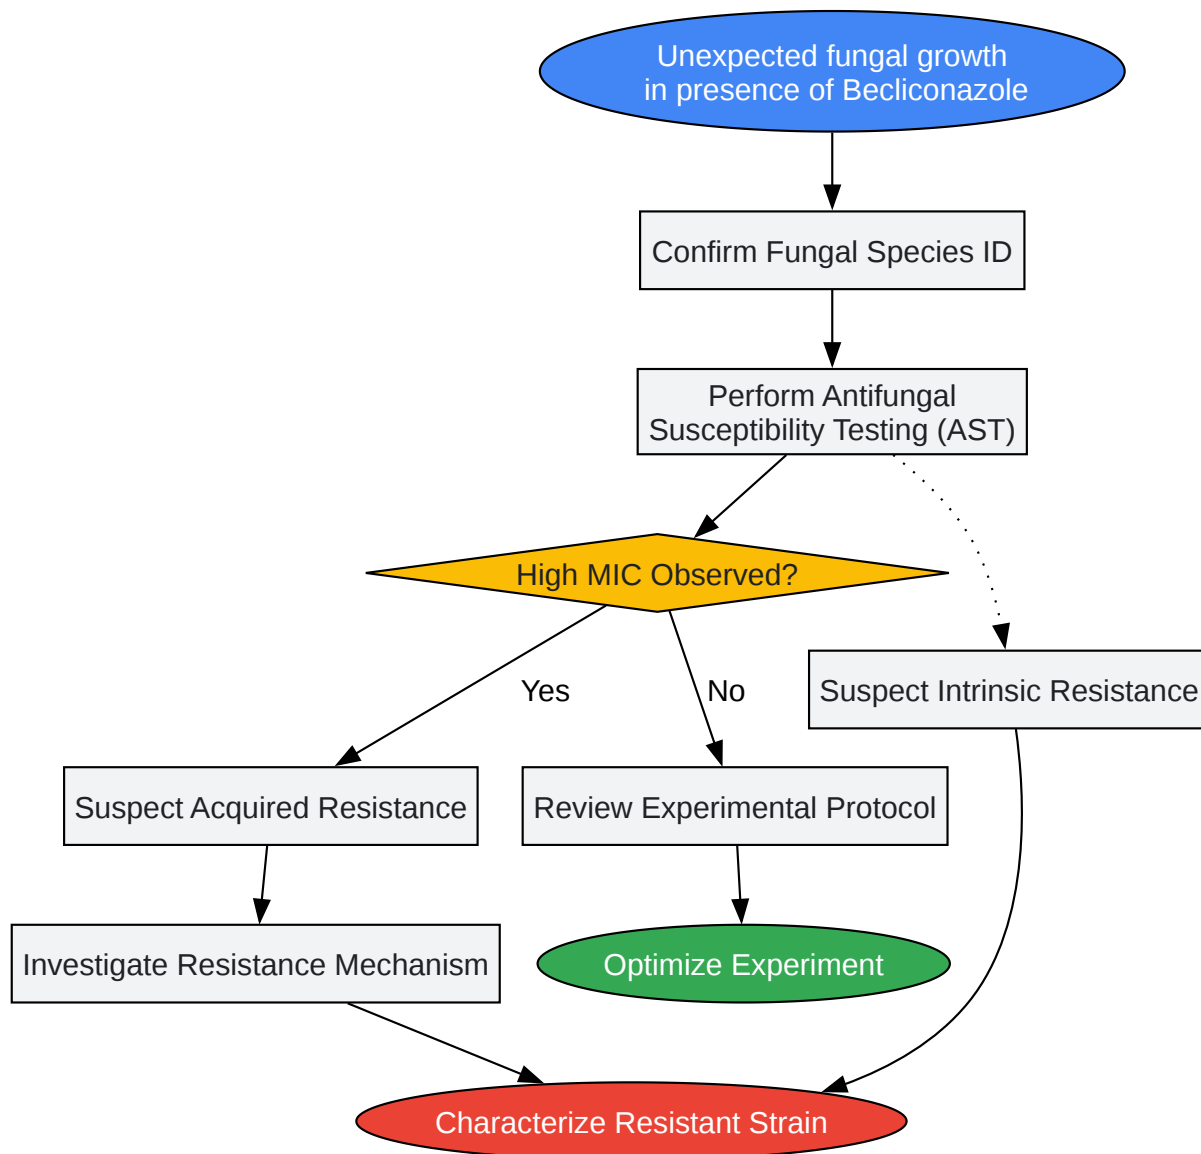 Unexpected fungal growth
in presence of Becliconazole
Confirm Fungal Species ID
Perform Antifungal
Susceptibility Testing (AST)
High MIC Observed?
Yes
No
Suspect Intrinsic Resistance
Suspect Acquired Resistance
Review Experimental Protocol
Investigate Resistance Mechanism
Optimize Experiment
Characterize Resistant Strain